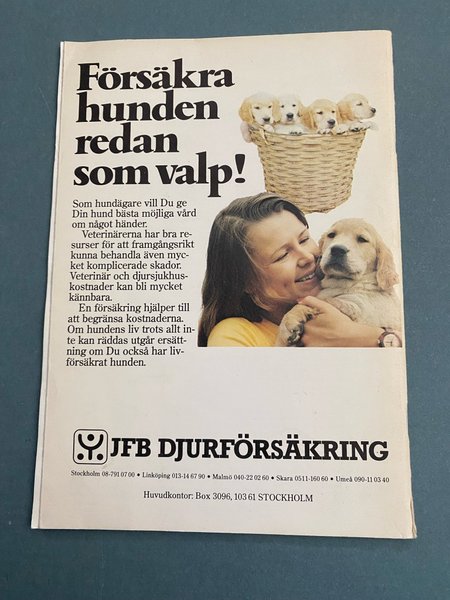 Försäkra
hunden
redan
som valp!
Som hundägare vill Du ge
Din hund bästa möjliga vård
om något händer.
Veterinärerna har bra re-
surser för att framgångsrikt
kunna behandla även myc-
ket komplicerade skador.
Veterinär och djursjukhus-
kostnader kan bli mycket
kännbara.
En försäkring hjälper till
att begränsa kostnaderna.
Om hundens liv trots allt in-
te kan räddas utgår ersätt-
ning om Du också har liv-
försäkrat hunden.
JFB DJURFÖRSÄKRING
Stockholm 08-791 07 00 • Linköping 013-14 67 90 • Malmö 040-22 02 60 • Skara 0511-160 60 • Umeå 090-11 03 40
Huvudkontor: Box 3096, 103 61 STOCKHOLM